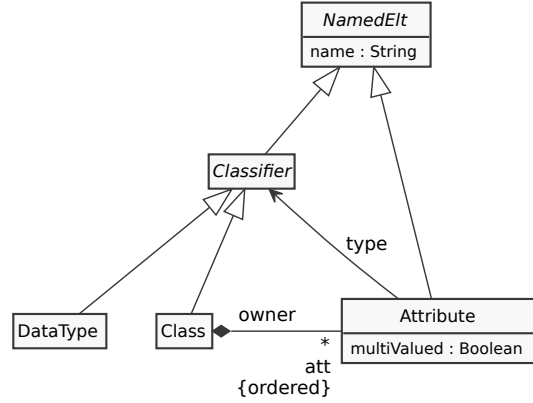 NamedElt
name : String
Classifier
type
DataType
Class
owner
*
att
{ordered}
Attribute
multiValued : Boolean